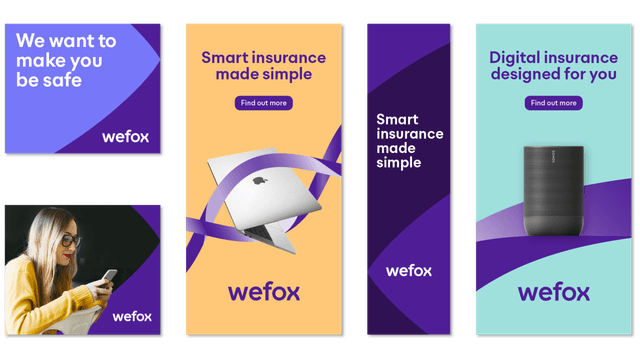 We want to
make you
be safe
wefox
wefox
Smart insurance
made simple
Find out more
wefox
Smart
insurance
made
simple
wefox
Digital insurance
designed for you
Find out more
SONOS
wefox